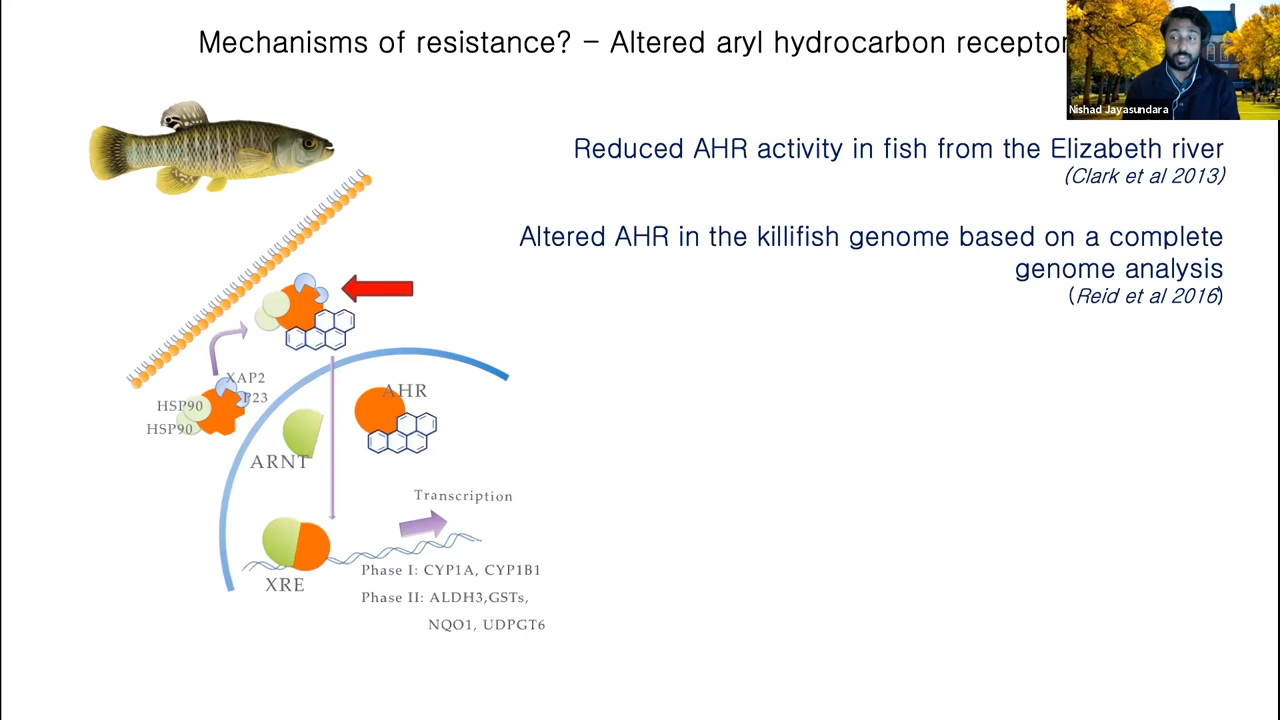 Mechanisms of resistance? – Altered aryl hydrocarbon receptor
Nishad Jayasundara
Reduced AHR activity in fish from the Elizabeth river
(Clark et al 2013)
Altered AHR in the killifish genome based on a complete
genome analysis
(Reid et al 2016)
XAP2
P23
HSP90
HSP90
AHR
ARNT
Transcription
XRE
Phase I: CYP1A, CYP1B1
Phase II: ALDH3,GSTs,
NQO1, UDPGT6